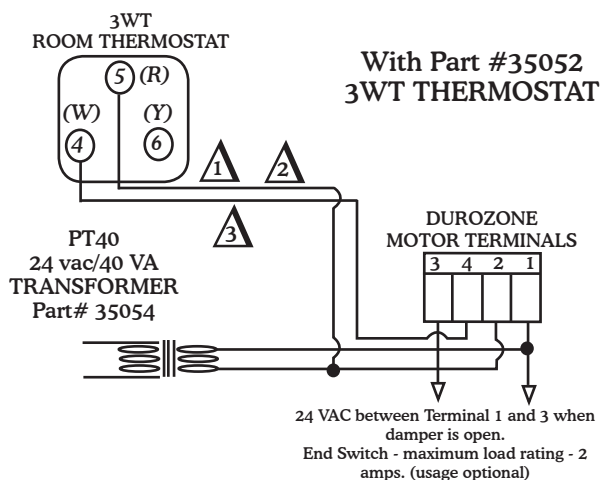 3WT
ROOM THERMOSTAT
With Part #35052
3WT THERMOSTAT
5 (R)
(W) (Y)
4 6
1 2
3
PT40
24 vac/40 VA
TRANSFORMER
Part# 35054
DUROZONE
MOTOR TERMINALS
3 4 2 1
24 VAC between Terminal 1 and 3 when
damper is open.
End Switch - maximum load rating - 2
amps. (usage optional)